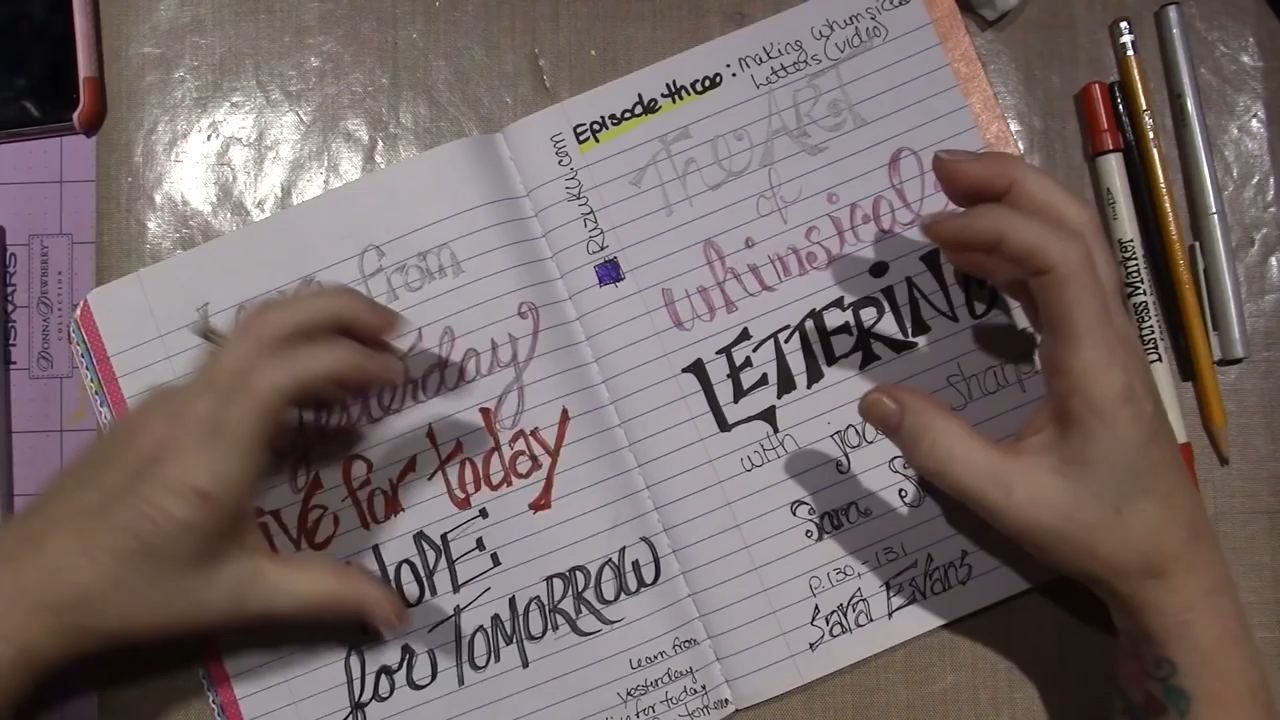 from
yesterday
live for today
HOPE
for TOMORROW
Learn from
yesterday
for today
Episode three: making whimsical
Letters (video)
Ruzuku.com
The ART
of
whimsical
LETTERING
with
Sara
p. 130, -131
Sara Evans
FISKARS
DONNA DEWBERRY
COLLECTION
Distress Marker